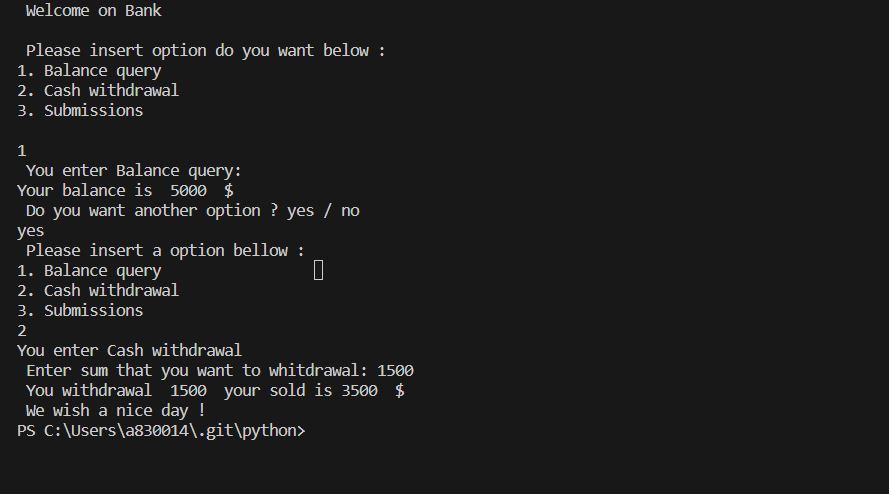 Welcome on Bank
Please insert option do you want below :
1. Balance query
2. Cash withdrawal
3. Submissions
1
You enter Balance query:
Your balance is  5000  $
Do you want another option ? yes / no
yes
Please insert a option bellow :
1. Balance query
2. Cash withdrawal
3. Submissions
2
You enter Cash withdrawal
Enter sum that you want to whitdrawal: 1500
You withdrawal  1500  your sold is 3500  $
We wish a nice day !
PS C:\Users\a830014\.git\python>